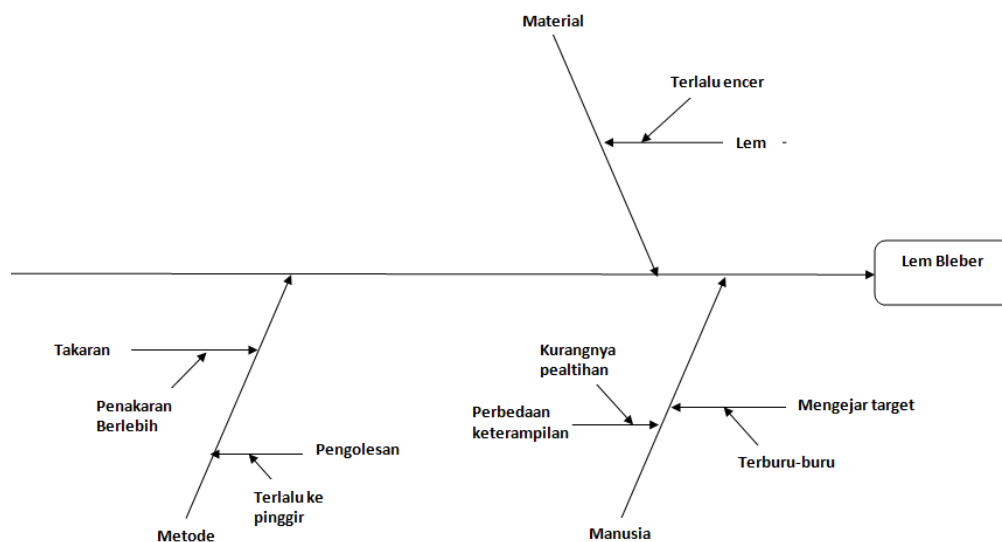 Material
Terlalu encer
Lem -
Lem Bleber
Takaran
Penakaran
Berlebih
Kurangnya
pealtihan
Perbedaan
keterampilan
Mengejar target
Pengolesan
Terburu-buru
Terlalu ke
pinggir
Metode
Manusia